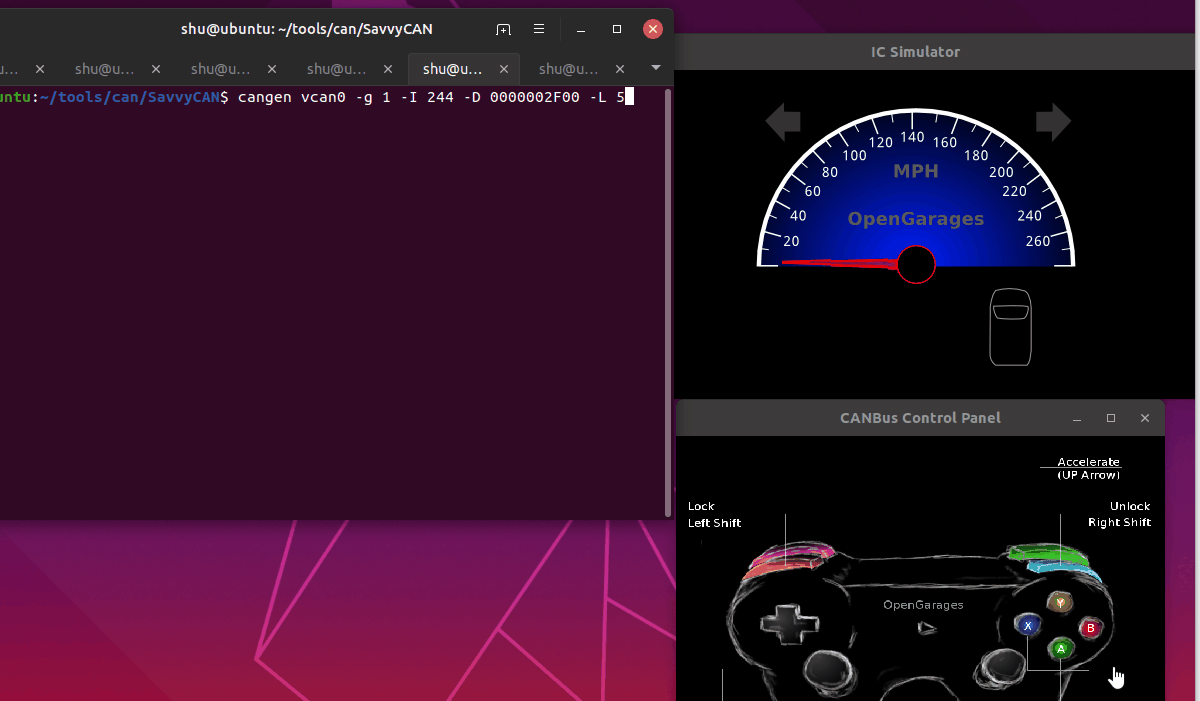 shu@ubuntu: ~/tools/can/SavvyCAN
u... shu@u... shu@u... shu@u... shu@u... shu@u...
untu:~/tools/can/SavvyCAN$ cangen vcan0 -g 1 -I 244 -D 0000002F00 -L 5
IC Simulator
20 40 60 80 100 120 140 160 180 200 220 240 260
MPH
OpenGarages
CANBus Control Panel
Accelerate
(UP Arrow)
Lock
Left Shift
Unlock
Right Shift
OpenGarages
Y
X
B
A